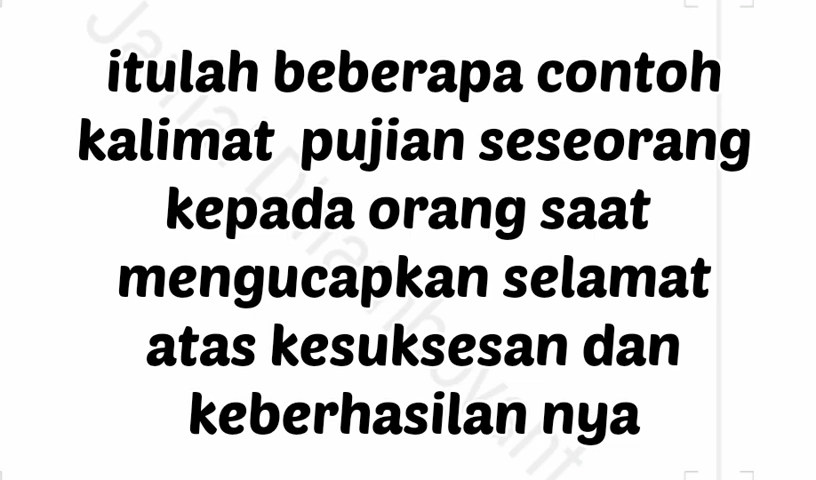 itulah beberapa contoh
kalimat pujian seseorang
kepada orang saat
mengucapkan selamat
atas kesuksesan dan
keberhasilan nya